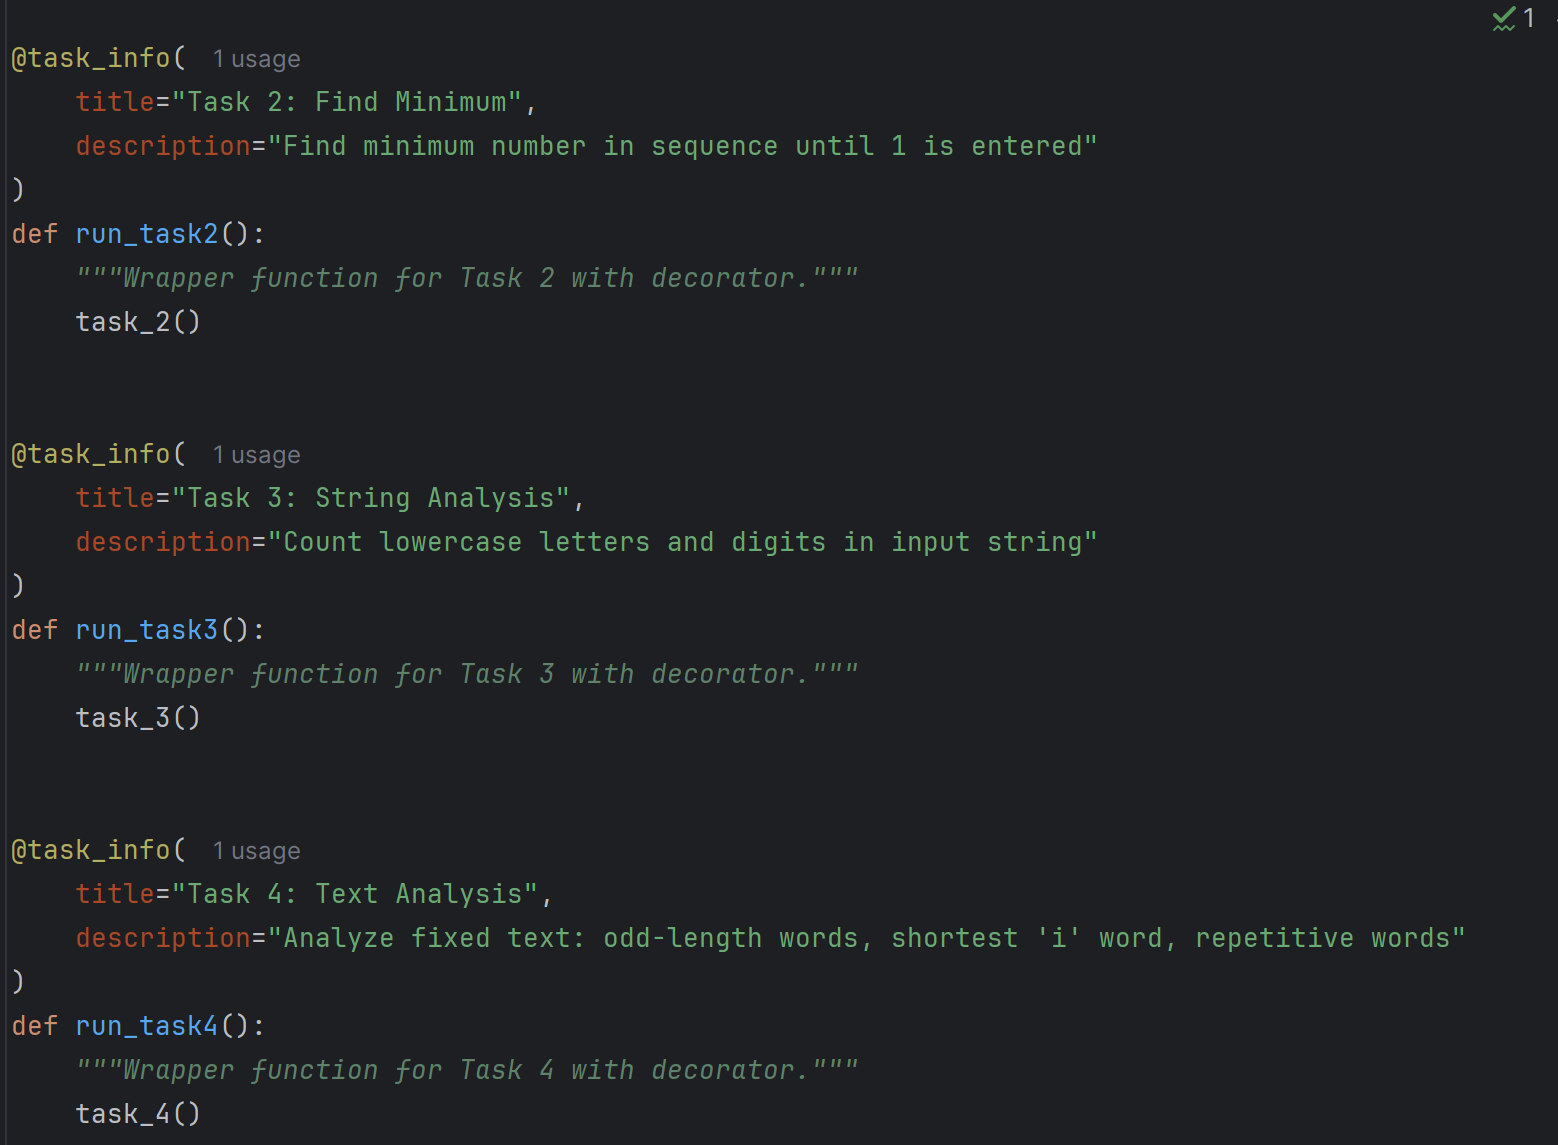 1
@task_info( 1 usage
    title="Task 2: Find Minimum",
    description="Find minimum number in sequence until 1 is entered"
)
def run_task2():
    """Wrapper function for Task 2 with decorator."""
    task_2()
@task_info( 1 usage
    title="Task 3: String Analysis",
    description="Count lowercase letters and digits in input string"
)
def run_task3():
    """Wrapper function for Task 3 with decorator."""
    task_3()
@task_info( 1 usage
    title="Task 4: Text Analysis",
    description="Analyze fixed text: odd-length words, shortest 'i' word, repetitive words"
)
def run_task4():
    """Wrapper function for Task 4 with decorator."""
    task_4()